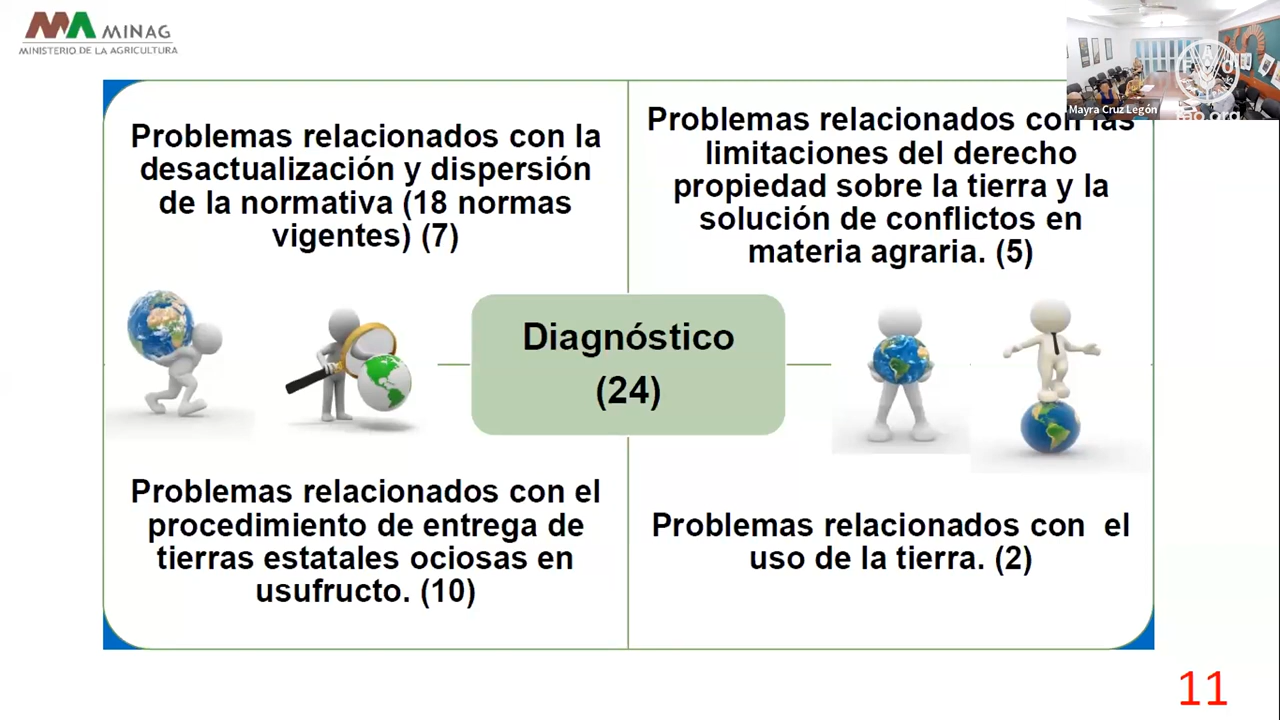 MINAG
MINISTERIO DE LA AGRICULTURA
Mayra Cruz Legón
FAO
fao.org
Problemas relacionados con la
desactualización y dispersión
de la normativa (18 normas
vigentes) (7)
Problemas relacionados con las
limitaciones del derecho
propiedad sobre la tierra y la
solución de conflictos en
materia agraria. (5)
Diagnóstico
(24)
Problemas relacionados con el
procedimiento de entrega de
tierras estatales ociosas en
usufructo. (10)
Problemas relacionados con el
uso de la tierra. (2)
11